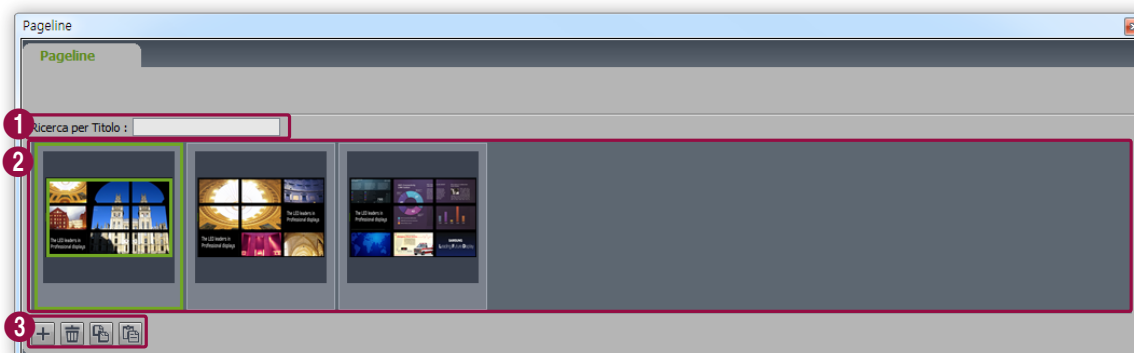 Pageline
Pageline
1
Ricerca per Titolo :
2
The LED leaders in
Professional displays
The LED leaders in
Professional displays
The LED leaders in
Professional displays
SAMSUNG
3